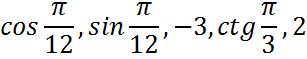 cos π/12, sin π/12, −3, ctg π/3, 2